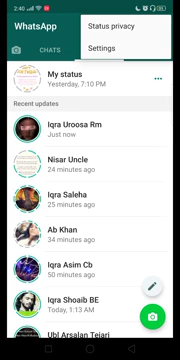 2:40
WhatsApp
Status privacy
Settings
CHATS
My status
Yesterday, 7:10 PM
Recent updates
Iqra Uroosa Rm
Just now
Nisar Uncle
24 minutes ago
Iqra Saleha
25 minutes ago
Ab Khan
34 minutes ago
Iqra Asim Cb
50 minutes ago
Iqra Shoaib BE
Today, 1:13 AM
Ubl Arsalan Tejari